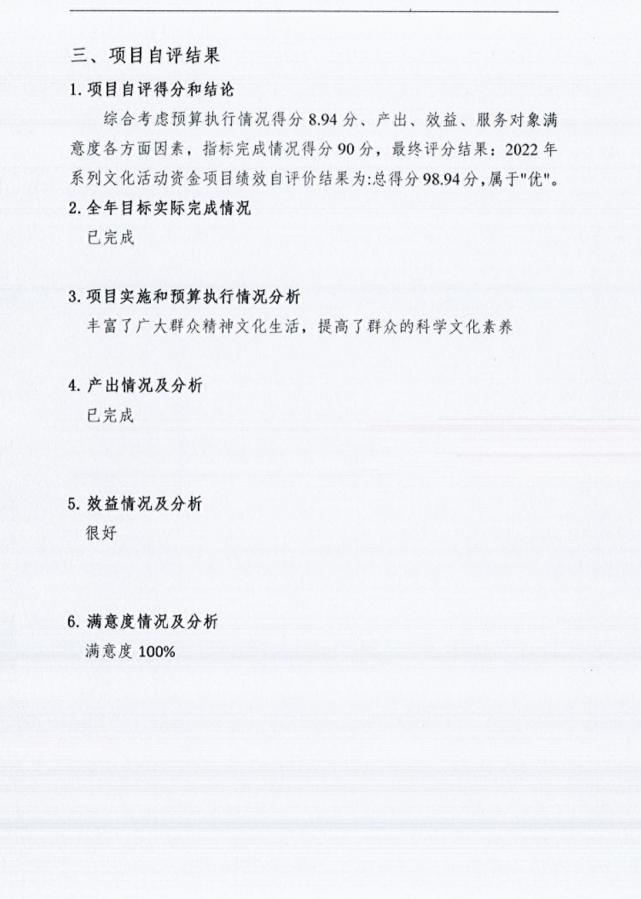 三、项目自评结果
1.项目自评得分和结论
综合考虑预算执行情况得分 8.94 分、产出、效益、服务对象满
意度各方面因素，指标完成情况得分 90 分，最终评分结果：2022 年
系列文化活动资金项目绩效自评价结果为:总得分 98.94 分,属于"优"。
2.全年目标实际完成情况
已完成
3.项目实施和预算执行情况分析
丰富了广大群众精神文化生活，提高了群众的科学文化素养
4.产出情况及分析
已完成
5.效益情况及分析
很好
6.满意度情况及分析
满意度 100%